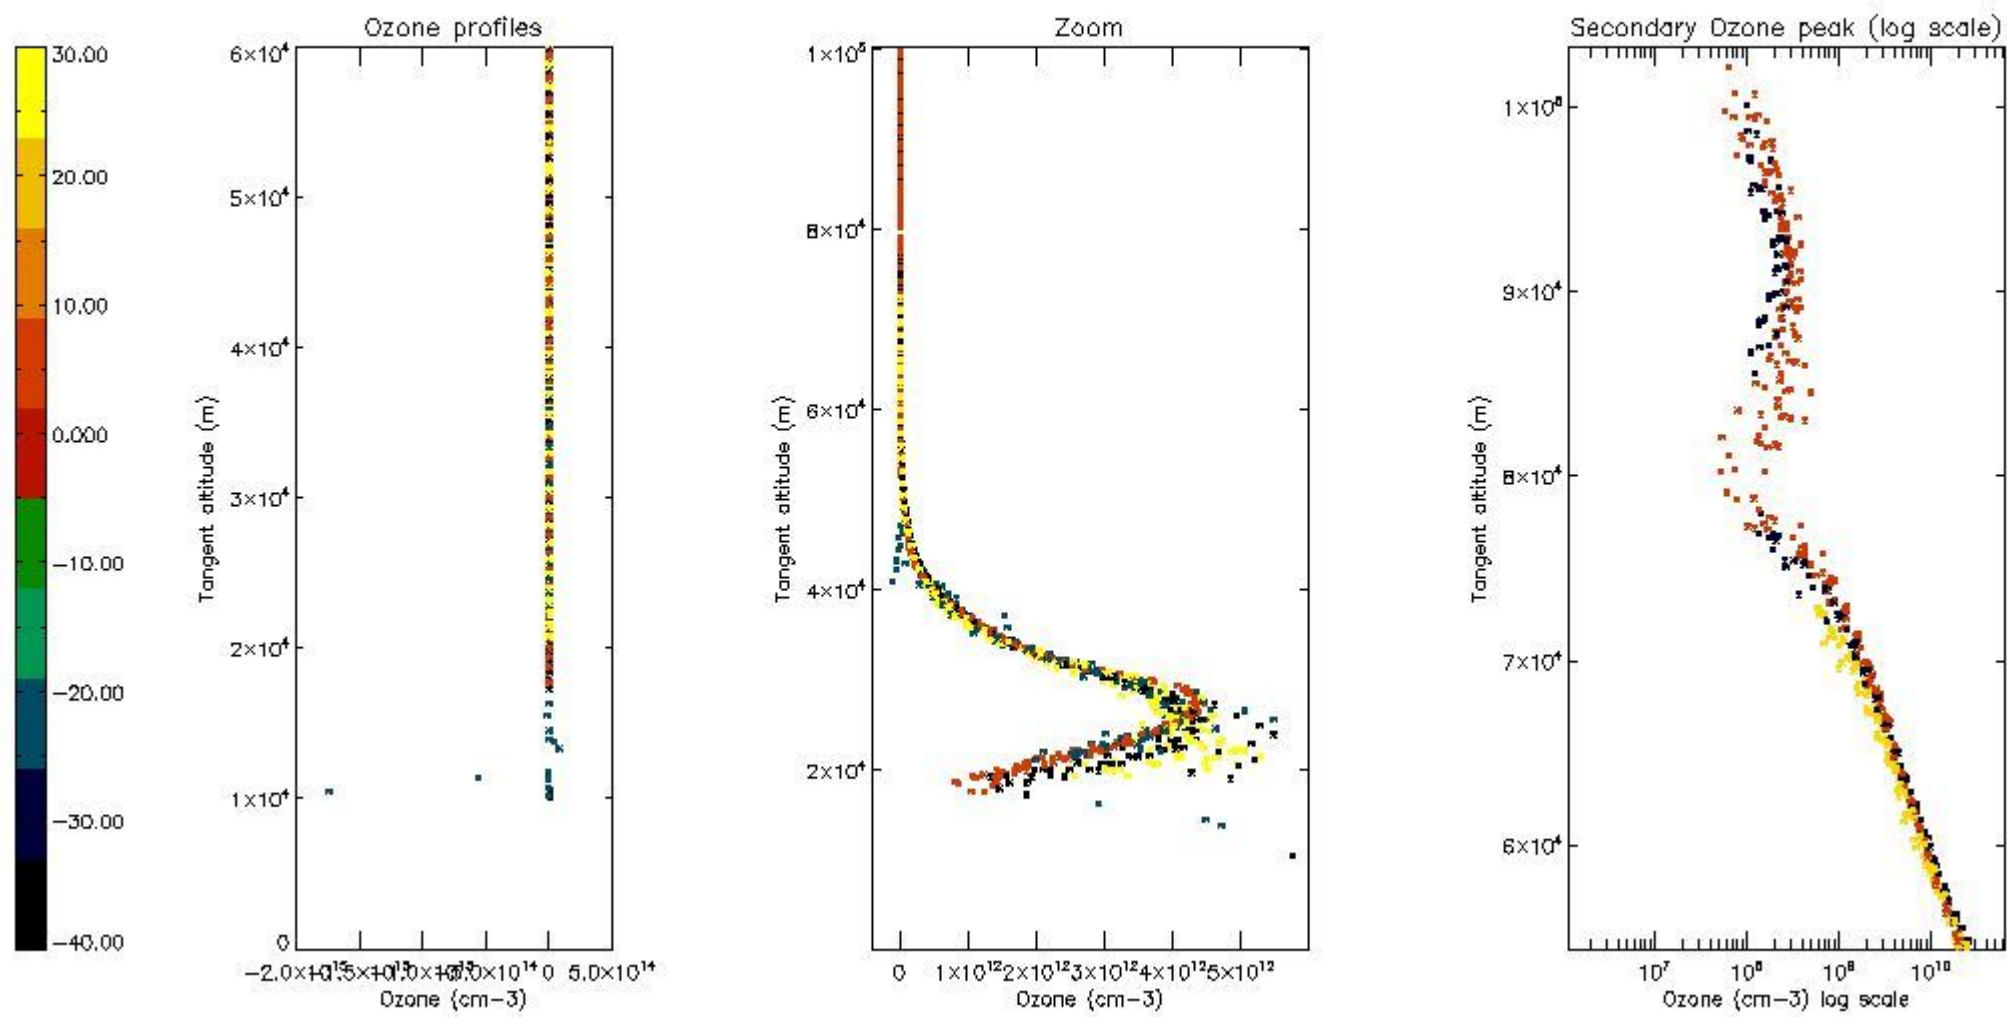 Ozone profiles
Zoom
Secondary Ozone peak (log scale)
30.00
20.00
10.00
0.000
−10.00
−20.00
−30.00
−40.00
Tangent altitude (m)
6×10⁴
5×10⁴
4×10⁴
3×10⁴
2×10⁴
1×10⁴
0
0
5.0×10¹⁴
Ozone (cm−3)
Tangent altitude (m)
1×10⁵
8×10⁴
6×10⁴
4×10⁴
2×10⁴
0 1×10¹² 2×10¹² 3×10¹² 4×10¹² 5×10¹²
Ozone (cm−3)
Tangent altitude (m)
9×10⁴
8×10⁴
7×10⁴
6×10⁴
10⁷ 10⁸ 10⁹ 10¹⁰
Ozone (cm−3) log scale